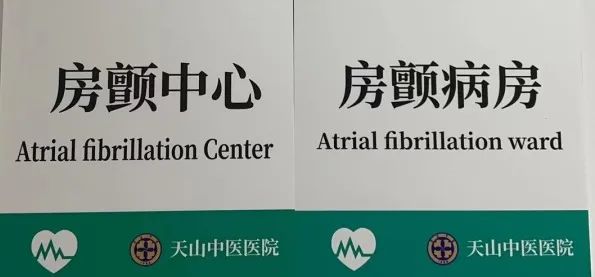 房颤中心
Atrial fibrillation Center
天山中医医院
房颤病房
Atrial fibrillation ward
天山中医医院